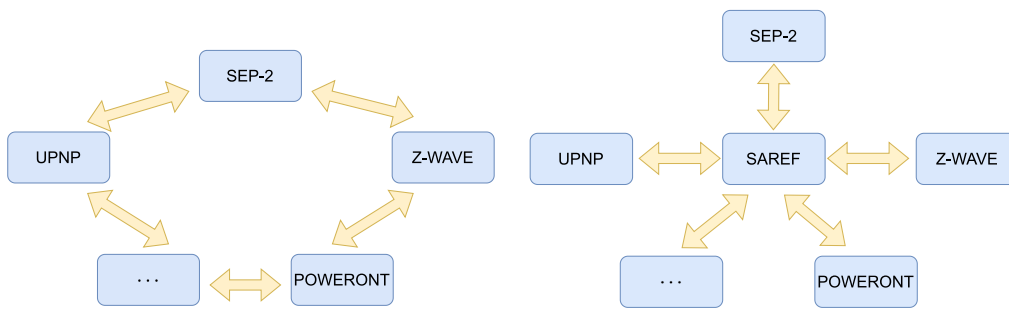 SEP-2
UPNP
Z-WAVE
...
POWERONT
SEP-2
UPNP
SAREF
Z-WAVE
...
POWERONT